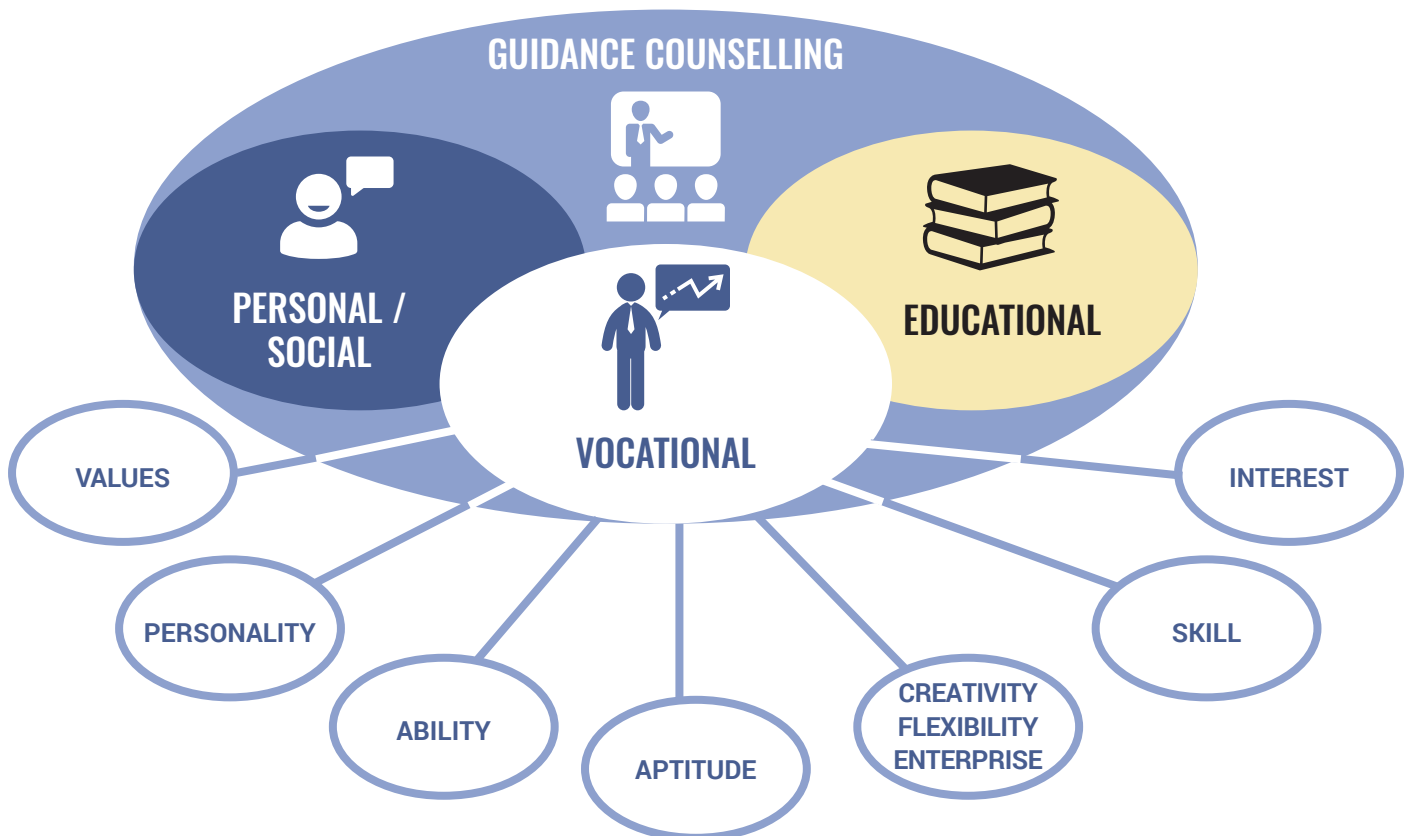 GUIDANCE COUNSELLING
PERSONAL /
SOCIAL
EDUCATIONAL
VOCATIONAL
VALUES
INTEREST
PERSONALITY
SKILL
ABILITY
APTITUDE
CREATIVITY
FLEXIBILITY
ENTERPRISE